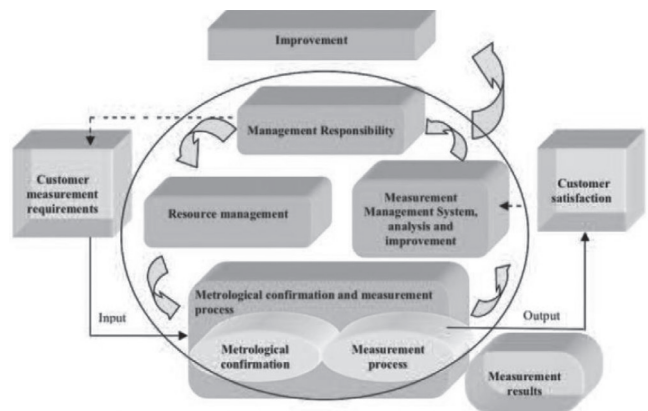 Improvement
Management Responsibility
Customer
measurement
requirements
Customer
satisfaction
Resource management
Measurement
Management System,
analysis and
improvement
Metrological confirmation and measurement
process
Input
Output
Metrological
confirmation
Measurement
process
Measurement
results